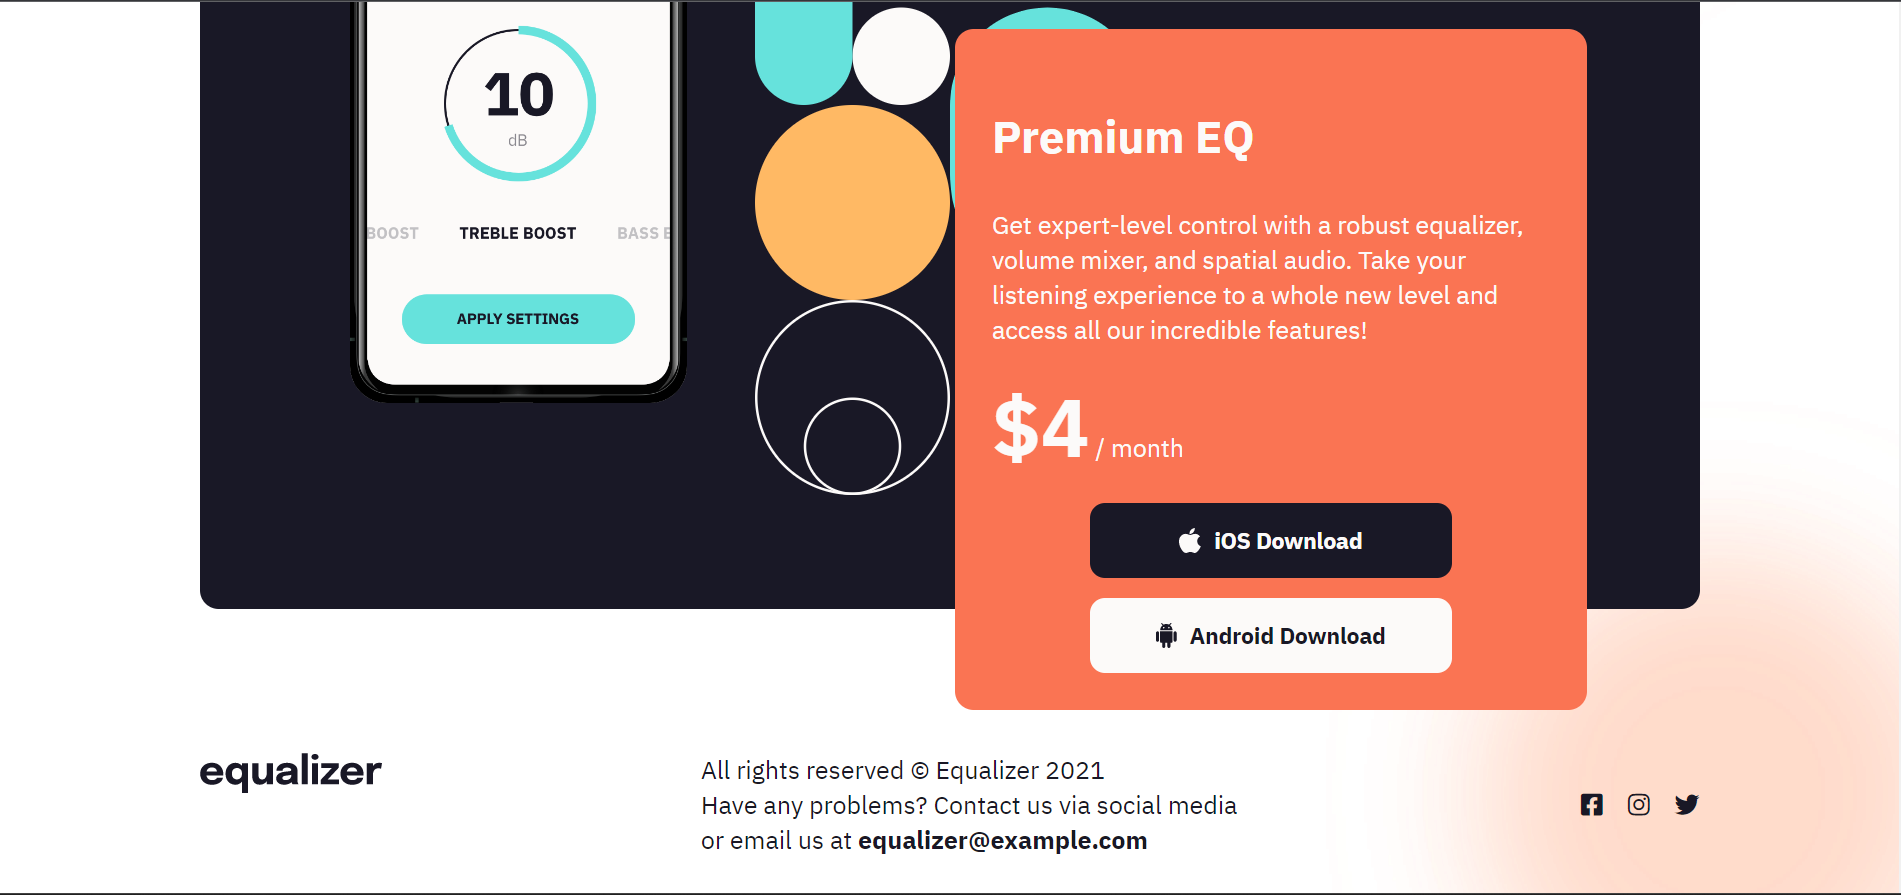 10
dB
BOOST
TREBLE BOOST
BASS
APPLY SETTINGS
Premium EQ
Get expert-level control with a robust equalizer,
volume mixer, and spatial audio. Take your
listening experience to a whole new level and
access all our incredible features!
$4 / month
iOS Download
Android Download
equalizer
All rights reserved © Equalizer 2021
Have any problems? Contact us via social media
or email us at equalizer@example.com